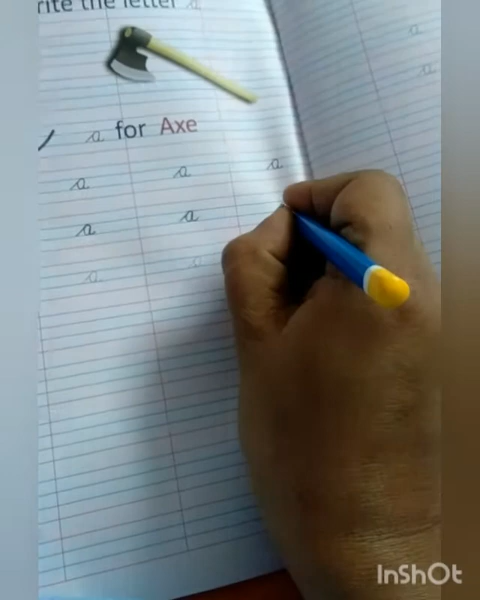 rite the letter a
a for Axe
a a a
a a
a a
a
a
InShOt